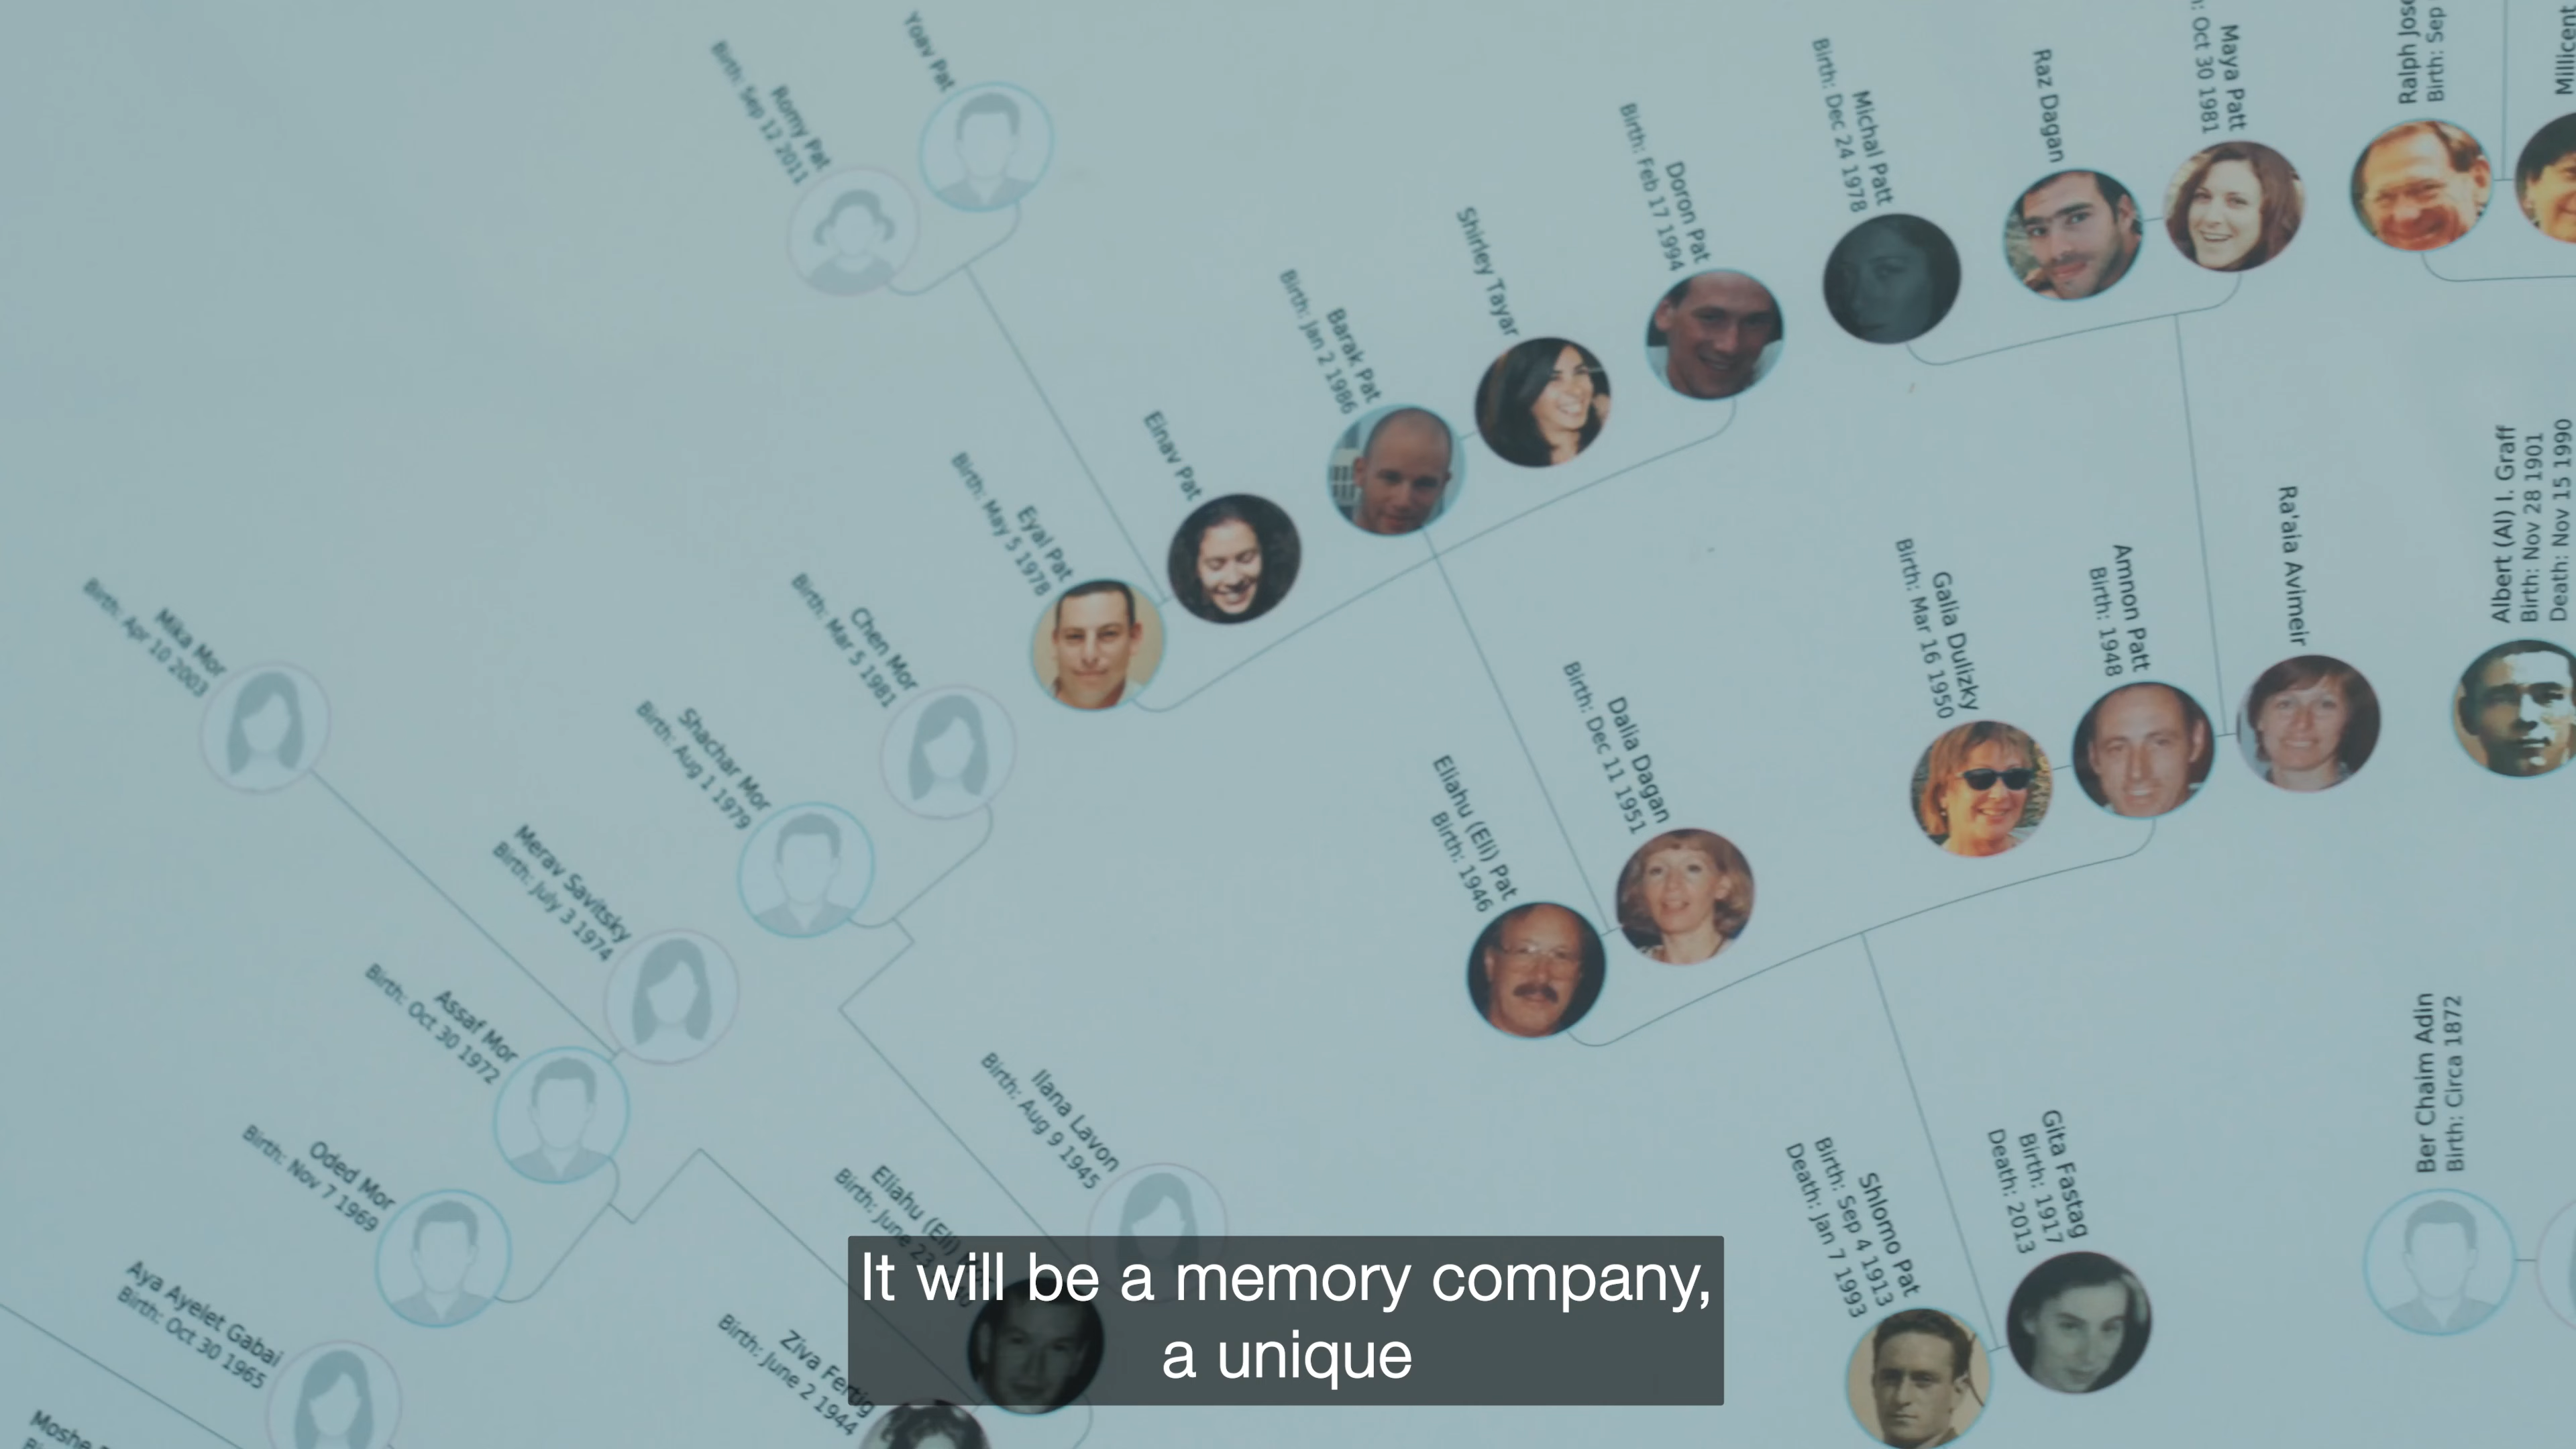 Yoav Pat
Romy Pat
Birth: Sep 12 2011
Michal Patt
Birth: Dec 24 1978
Raz Dagan
Maya Patt
Oct 30 1981
Birth: Sep
Doron Pat
Birth: Feb 17 1994
Shirley Tayar
Barak Pat
Birth: Jan 2 1986
Einav Pat
Eyal Pat
Birth: May 5 1978
Chen Mor
Birth: Mar 5 1981
Shachar Mor
Birth: Aug 1 1979
Mika Mor
Birth: Apr 10 2003
Merav Savitsky
Birth: July 3 1974
Assaf Mor
Birth: Oct 30 1972
Oded Mor
Birth: Nov 7 1969
Aya Ayelet Gabai
Birth: Oct 30 1965
Moshe
Albert (Al) I. Graff
Birth: Nov 28 1901
Death: Nov 15 1990
Ra'aia Avimeir
Amnon Patt
Birth: 1948
Galia Dulizky
Birth: Mar 16 1950
Dalia Dagan
Birth: Dec 11 1951
Eliahu (Eli) Pat
Birth: 1946
Ilana Lavon
Birth: Aug 9 1945
Eliahu (Eli)
Birth: June 23
Ziva Fertig
Birth: June 2 1944
Shlomo Pat
Birth: Sep 4 1913
Death: Jan 7 1993
Gita Fastag
Birth: 1917
Death: 2013
Ber Chaim Adin
Birth: Circa 1872
It will be a memory company,
a unique